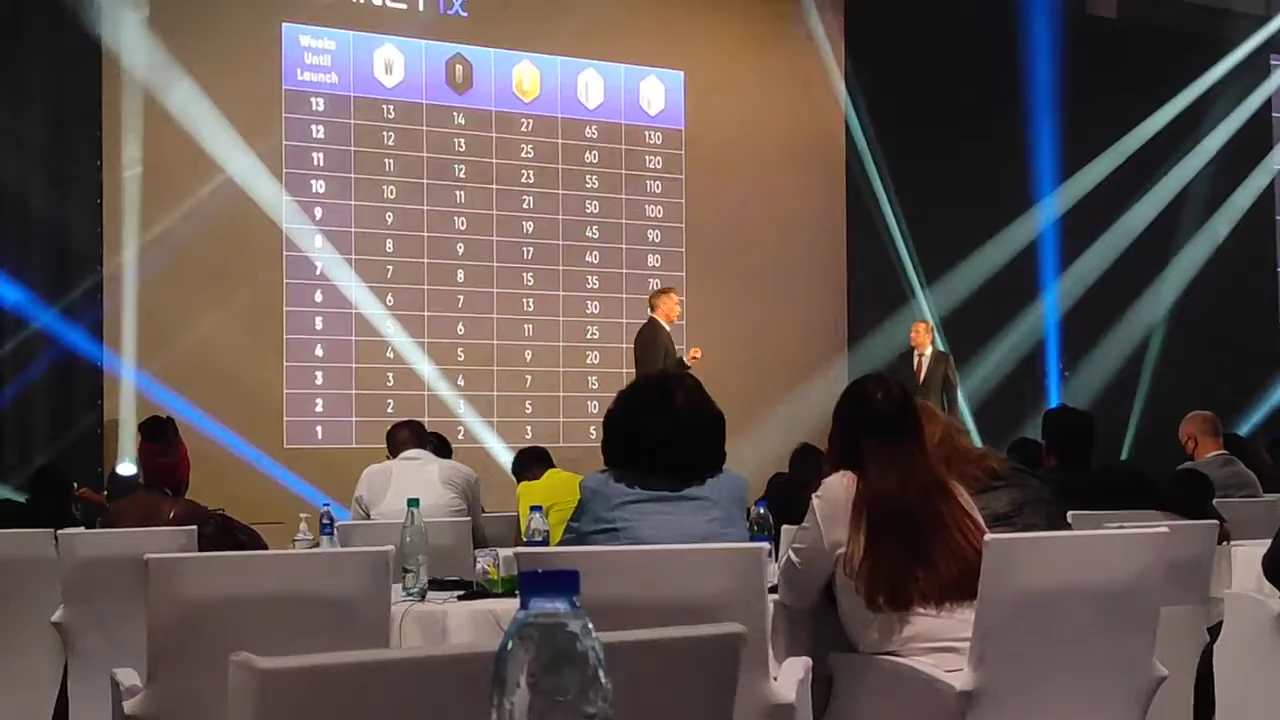 Weeks Until Launch W B
13 13 14 27 65 130
12 12 13 25 60 120
11 11 12 23 55 110
10 10 11 21 50 100
9 9 10 19 45 90
8 8 9 17 40 80
7 7 8 15 35 70
6 6 7 13 30
5 5 6 11 25
4 4 5 9 20
3 3 4 7 15
2 2 3 5 10
1 2 3 5